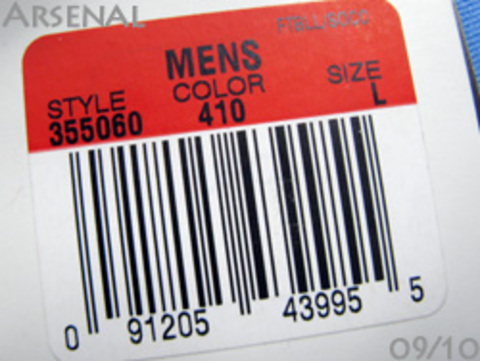 ARSENAL
FTBLL/SOCC
MENS
STYLE COLOR SIZE
355060 410 L
0 91205 43995 5
09/10